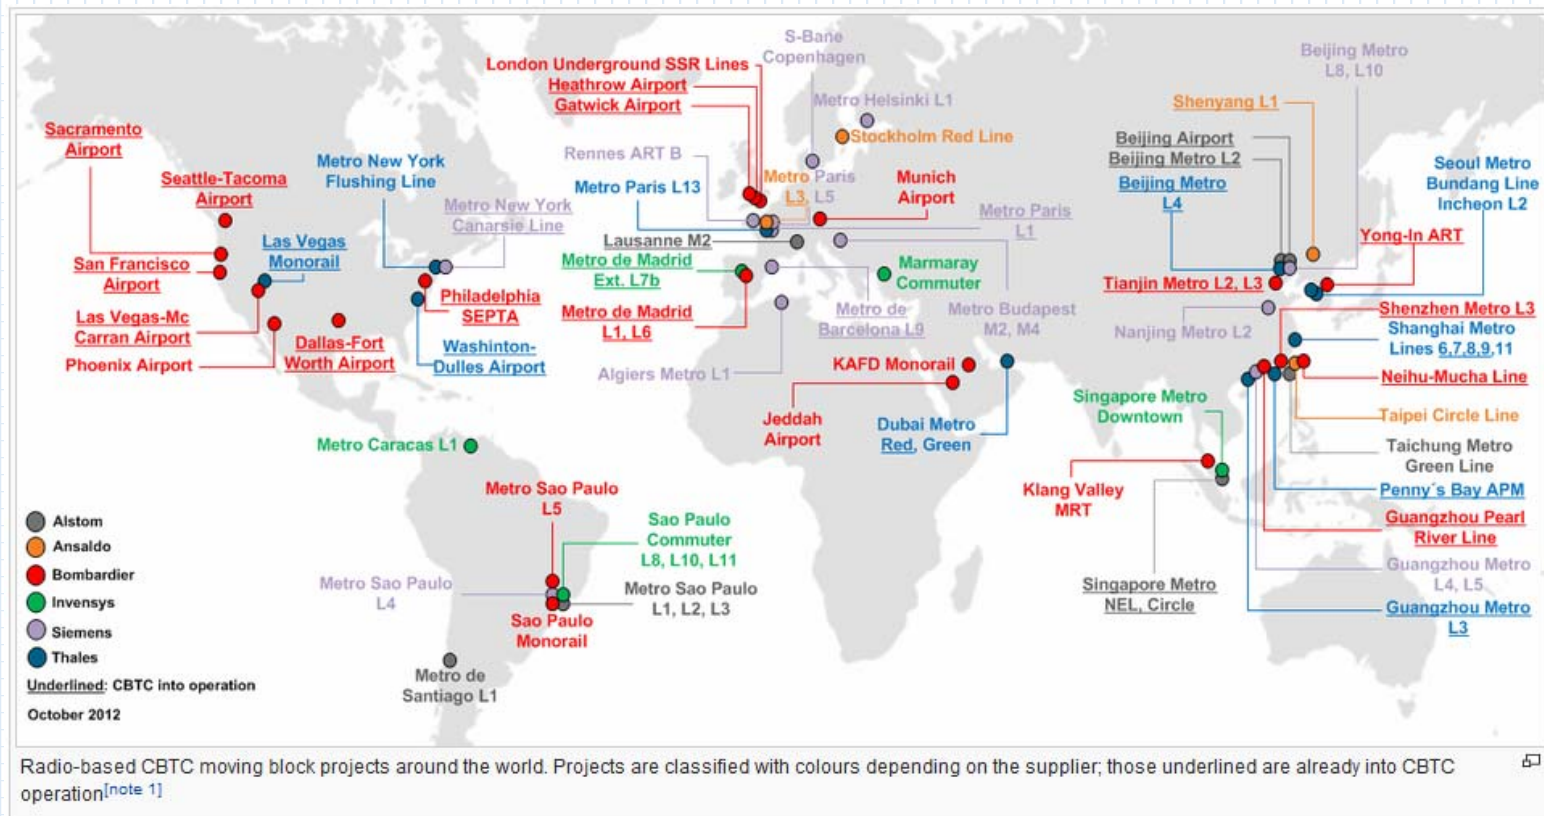 S-Bane
Copenhagen
Beijing Metro
L8, L10
London Underground SSR Lines
Heathrow Airport
Gatwick Airport
Metro Helsinki L1
Shenyang L1
Stockholm Red Line
Sacramento
Airport
Beijing Airport
Beijing Metro L2
Rennes ART B
Metro New York
Flushing Line
Seattle-Tacoma
Airport
Metro Paris L13
Metro Paris
L3, L5
Munich
Airport
Beijing Metro
L4
Seoul Metro
Bundang Line
Incheon L2
Metro New York
Canarsie Line
Metro Paris
L1
Las Vegas
Monorail
Lausanne M2
Yong-In ART
San Francisco
Airport
Metro de Madrid
Ext. L7b
Marmaray
Commuter
Tianjin Metro L2, L3
Philadelphia
SEPTA
Metro de Madrid
L1, L6
Metro de
Barcelona L9
Metro Budapest
M2, M4
Nanjing Metro L2
Shenzhen Metro L3
Las Vegas-Mc
Carran Airport
Shanghai Metro
Lines 6,7,8,9,11
Dallas-Fort
Worth Airport
Washinton-
Dulles Airport
Phoenix Airport
Algiers Metro L1
KAFD Monorail
Neihu-Mucha Line
Jeddah
Airport
Dubai Metro
Red, Green
Singapore Metro
Downtown
Taipei Circle Line
Metro Caracas L1
Taichung Metro
Green Line
Metro Sao Paulo
L5
Klang Valley
MRT
Penny´s Bay APM
Sao Paulo
Commuter
L8, L10, L11
Guangzhou Pearl
River Line
Metro Sao Paulo
L4
Metro Sao Paulo
L1, L2, L3
Singapore Metro
NEL, Circle
Guangzhou Metro
L4, L5
Sao Paulo
Monorail
Guangzhou Metro
L3
Metro de
Santiago L1
Alstom
Ansaldo
Bombardier
Invensys
Siemens
Thales
Underlined: CBTC into operation
October 2012
Radio-based CBTC moving block projects around the world. Projects are classified with colours depending on the supplier; those underlined are already into CBTC
operation[note 1]